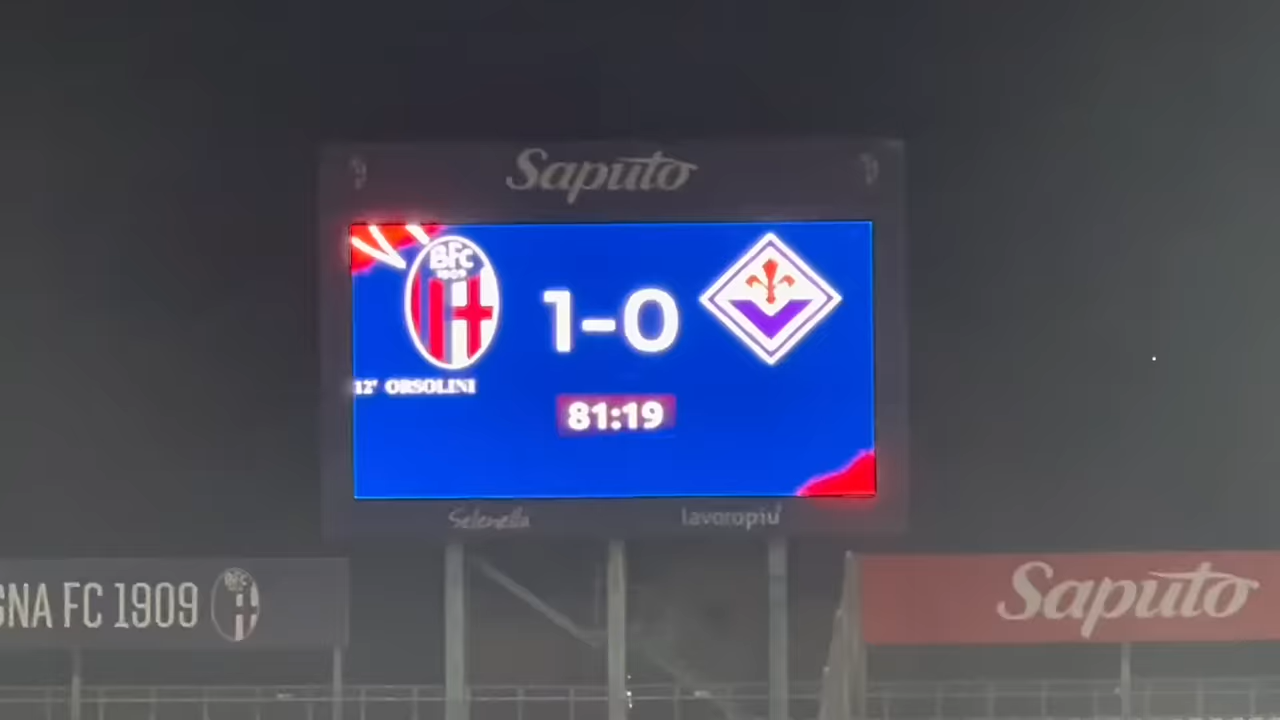 Saputo
BFC
1909
1-0
12' ORSOLINI
81:19
Selenella
lavoropiu'
GNA FC 1909
BFC
Saputo